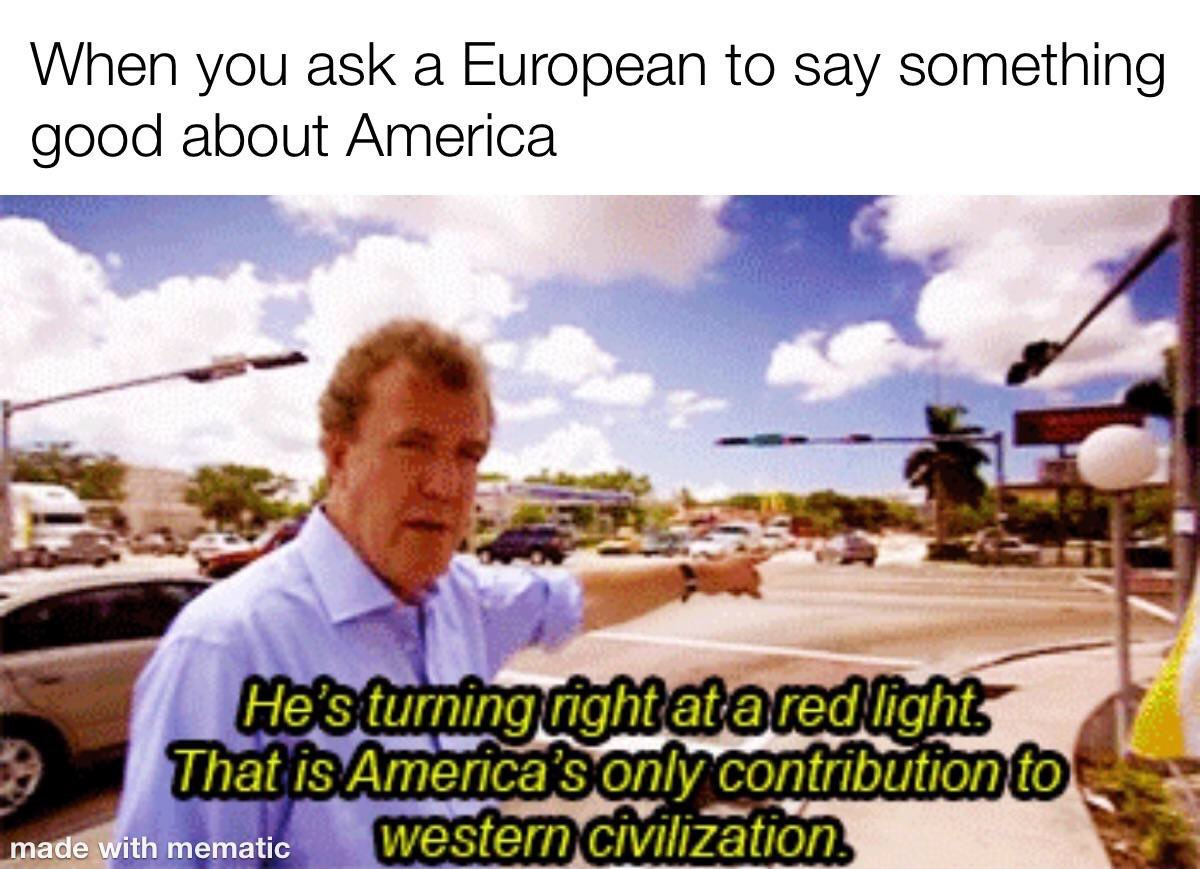 When you ask a European to say something
good about America
He's turning right at a red light.
That is America's only contribution to
western civilization.
made with mematic